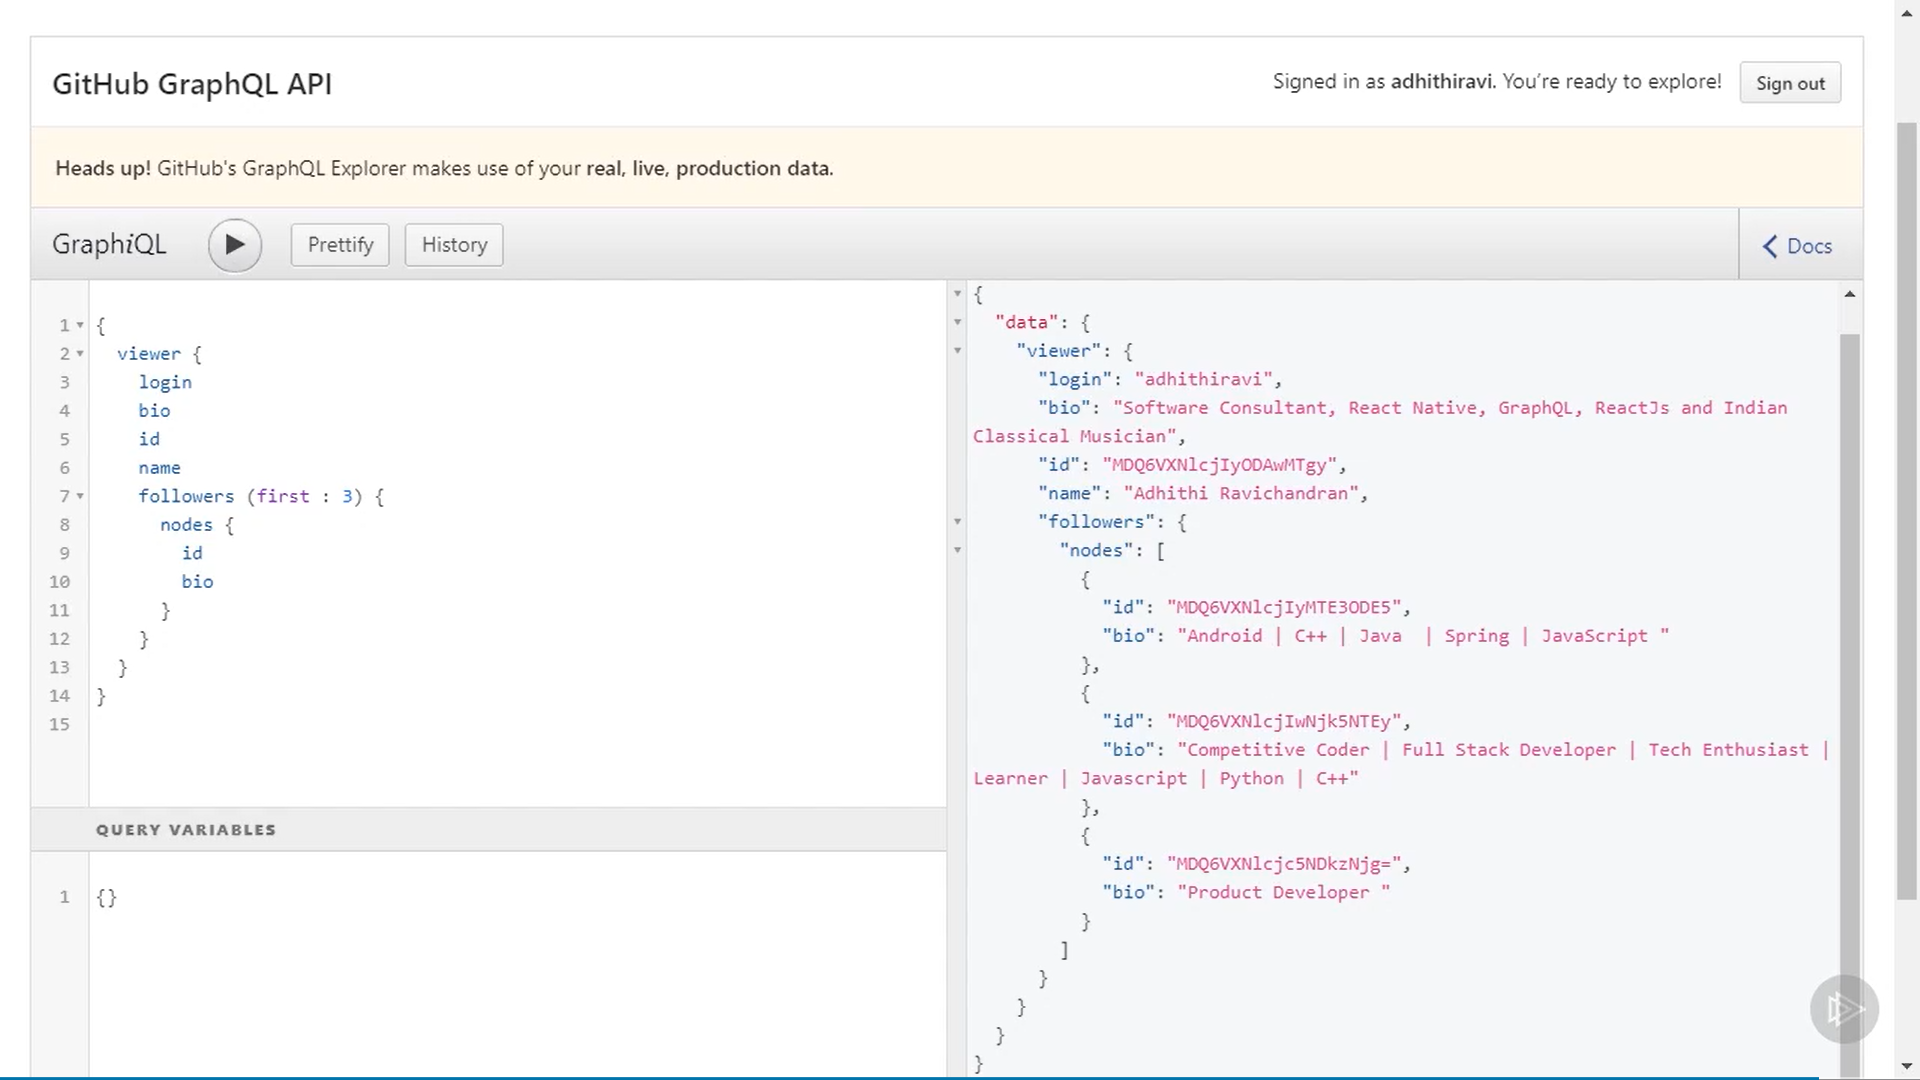 GitHub GraphQL API
Signed in as adhithiravi. You're ready to explore!
Sign out
Heads up! GitHub's GraphQL Explorer makes use of your real, live, production data.
GraphiQL
Prettify
History
Docs
1 {
2 viewer {
3 login
4 bio
5 id
6 name
7 followers (first : 3) {
8 nodes {
9 id
10 bio
11 }
12 }
13 }
14 }
15
QUERY VARIABLES
1 {}
{
"data": {
"viewer": {
"login": "adhithiravi",
"bio": "Software Consultant, React Native, GraphQL, ReactJs and Indian
Classical Musician",
"id": "MDQ6VXNlcjIyODAwMTgy",
"name": "Adhithi Ravichandran",
"followers": {
"nodes": [
{
"id": "MDQ6VXNlcjIyMTE3ODE5",
"bio": "Android | C++ | Java  | Spring | JavaScript "
},
{
"id": "MDQ6VXNlcjIwNjk5NTEy",
"bio": "Competitive Coder | Full Stack Developer | Tech Enthusiast |
Learner | Javascript | Python | C++"
},
{
"id": "MDQ6VXNlcjc5NDkzNjg=",
"bio": "Product Developer "
}
]
}
}
}
}